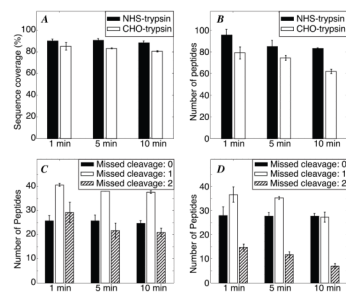 A
NHS-trypsin
CHO-trypsin
Sequence coverage (%)
100
80
60
40
20
0
1 min 5 min 10 min
B
NHS-trypsin
CHO-trypsin
Number of peptides
100
80
60
40
20
0
1 min 5 min 10 min
C
Missed cleavage: 0
Missed cleavage: 1
Missed cleavage: 2
Number of Peptides
40
30
20
10
0
1 min 5 min 10 min
D
Missed cleavage: 0
Missed cleavage: 1
Missed cleavage: 2
Number of Peptides
40
30
20
10
0
1 min 5 min 10 min